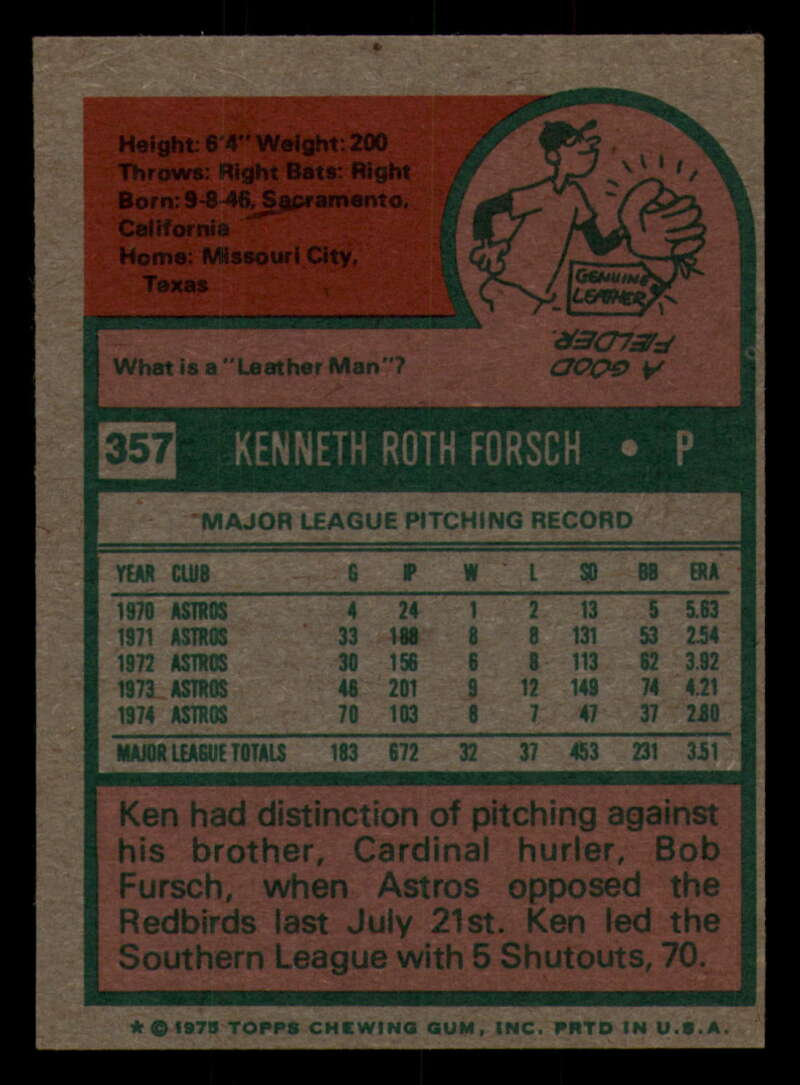 Height: 6'4" Weight: 200
Throws: Right Bats: Right
Born: 9-8-46, Sacramento,
California
Home: Missouri City,
Texas
GENUINE
LEATHER
What is a "Leather Man"?
A GOOD
FIELDER.
357 KENNETH ROTH FORSCH • P
MAJOR LEAGUE PITCHING RECORD
YEAR CLUB G IP W L SO BB ERA
1970 ASTROS 4 24 1 2 13 5 5.63
1971 ASTROS 33 188 8 8 131 53 2.54
1972 ASTROS 30 156 6 8 113 62 3.92
1973 ASTROS 46 201 9 12 149 74 4.21
1974 ASTROS 70 103 8 7 47 37 2.80
MAJOR LEAGUE TOTALS 183 672 32 37 453 231 3.51
Ken had distinction of pitching against
his brother, Cardinal hurler, Bob
Fursch, when Astros opposed the
Redbirds last July 21st. Ken led the
Southern League with 5 Shutouts, 70.
* © 1975 TOPPS CHEWING GUM, INC. PRTD IN U.S.A.